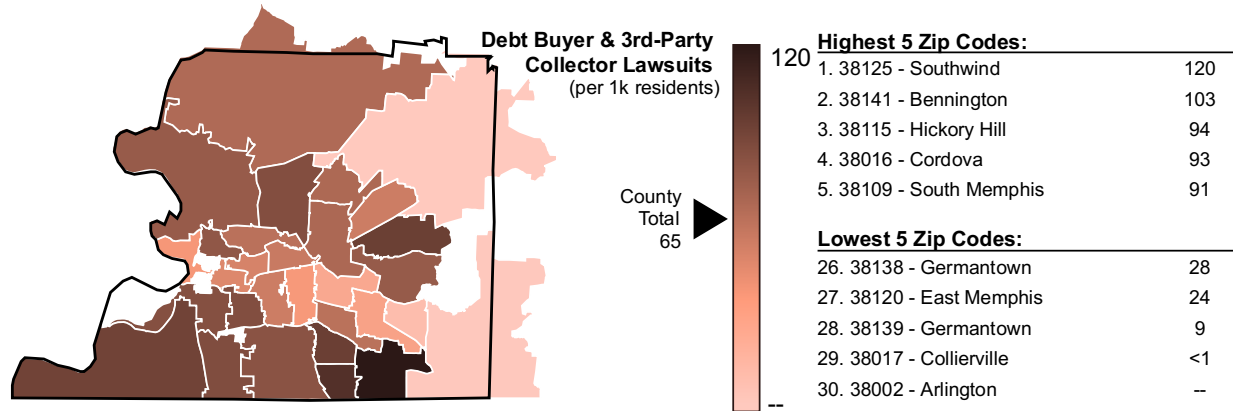 Debt Buyer & 3rd-Party
Collector Lawsuits
(per 1k residents)
120
County
Total
65
--
Highest 5 Zip Codes:
1. 38125 - Southwind 120
2. 38141 - Bennington 103
3. 38115 - Hickory Hill 94
4. 38016 - Cordova 93
5. 38109 - South Memphis 91
Lowest 5 Zip Codes:
26. 38138 - Germantown 28
27. 38120 - East Memphis 24
28. 38139 - Germantown 9
29. 38017 - Collierville <1
30. 38002 - Arlington --